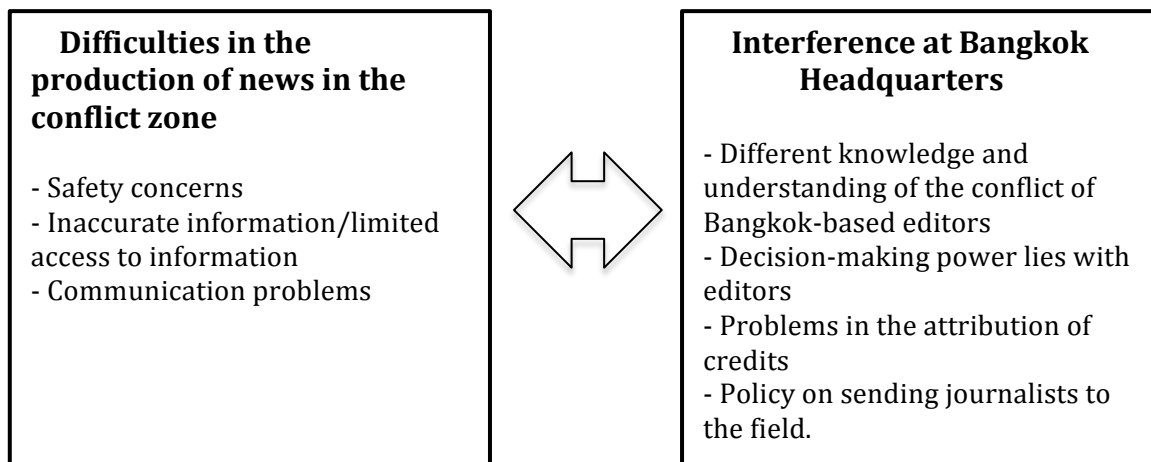 Difficulties in the
production of news in the
conflict zone
- Safety concerns
- Inaccurate information/limited
access to information
- Communication problems
Interference at Bangkok
Headquarters
- Different knowledge and
understanding of the conflict of
Bangkok-based editors
- Decision-making power lies with
editors
- Problems in the attribution of
credits
- Policy on sending journalists to
the field.